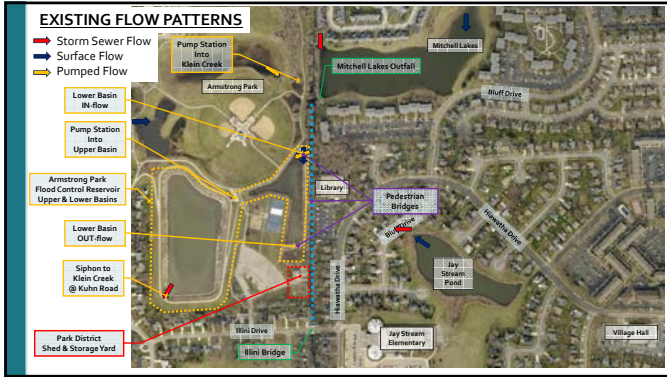 EXISTING FLOW PATTERNS
Storm Sewer Flow
Surface Flow
Pumped Flow
Pump Station
Into
Klein Creek
Mitchell Lakes
Mitchell Lakes Outfall
Armstrong Park
Bluff Drive
Lower Basin
IN-flow
Pump Station
Into
Upper Basin
Armstrong Park
Flood Control Reservoir
Upper & Lower Basins
Library
Pedestrian
Bridges
Hiawatha Drive
Bluff Drive
Lower Basin
OUT-flow
Jay
Stream
Pond
Siphon to
Klein Creek
@ Kuhn Road
Hiawatha Drive
Park District
Shed & Storage Yard
Illini Drive
Illini Bridge
Jay Stream
Elementary
Village Hall